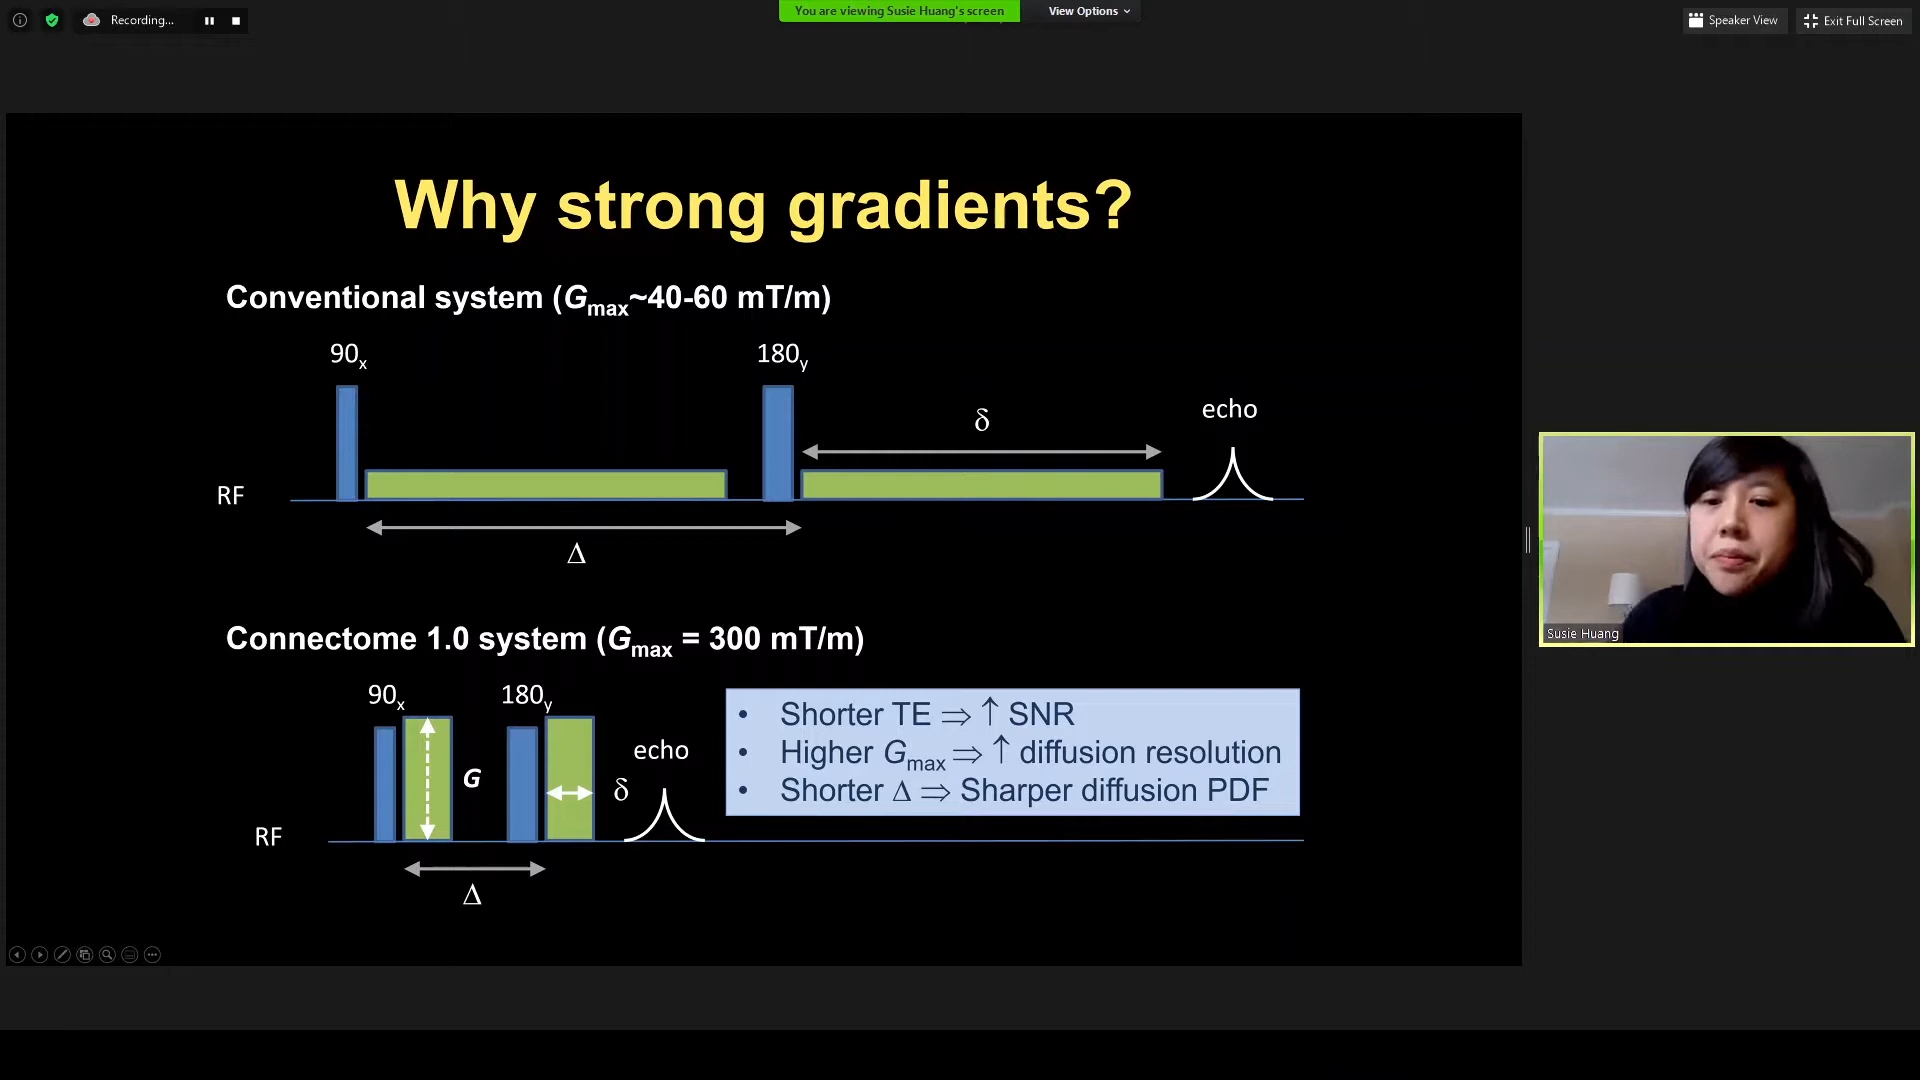 Recording...
You are viewing Susie Huang's screen
View Options
Speaker View
Exit Full Screen
Why strong gradients?
Conventional system (Gmax~40-60 mT/m)
90x
180y
δ
echo
RF
Δ
Connectome 1.0 system (Gmax = 300 mT/m)
90x
180y
G
δ
echo
RF
Δ
• Shorter TE ⇒ ↑ SNR
• Higher Gmax ⇒ ↑ diffusion resolution
• Shorter Δ ⇒ Sharper diffusion PDF
Susie Huang